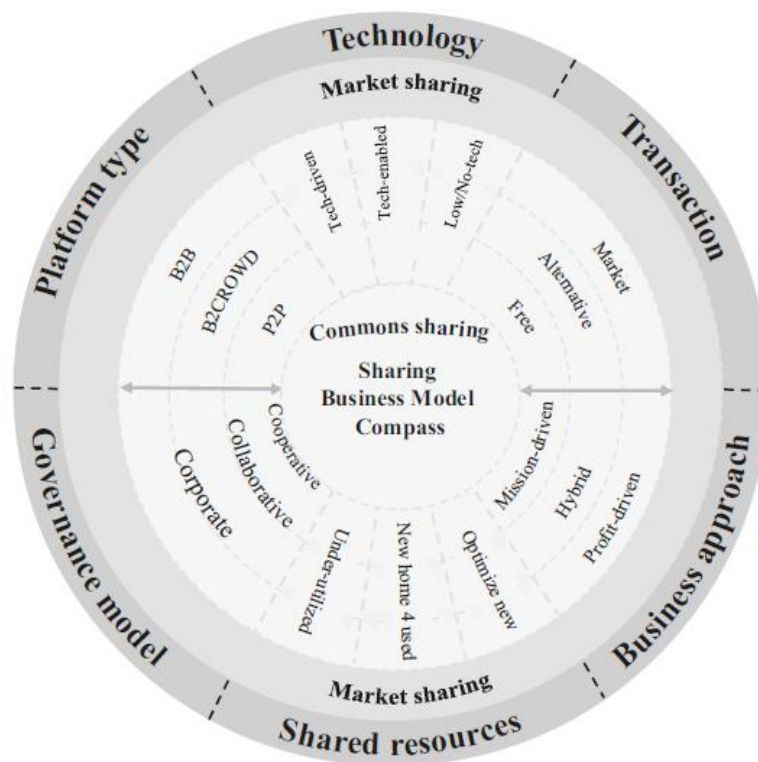 Technology
Market sharing
Platform type
Transaction
Tech-driven
Tech-enabled
Low/No-tech
B2B
B2CROWD
P2P
Market
Alternative
Free
Commons sharing
Sharing
Business Model
Compass
Cooperative
Collaborative
Corporate
Mission-driven
Hybrid
Profit-driven
Governance model
Business approach
Under-utilized
New home 4 used
Optimize new
Market sharing
Shared resources